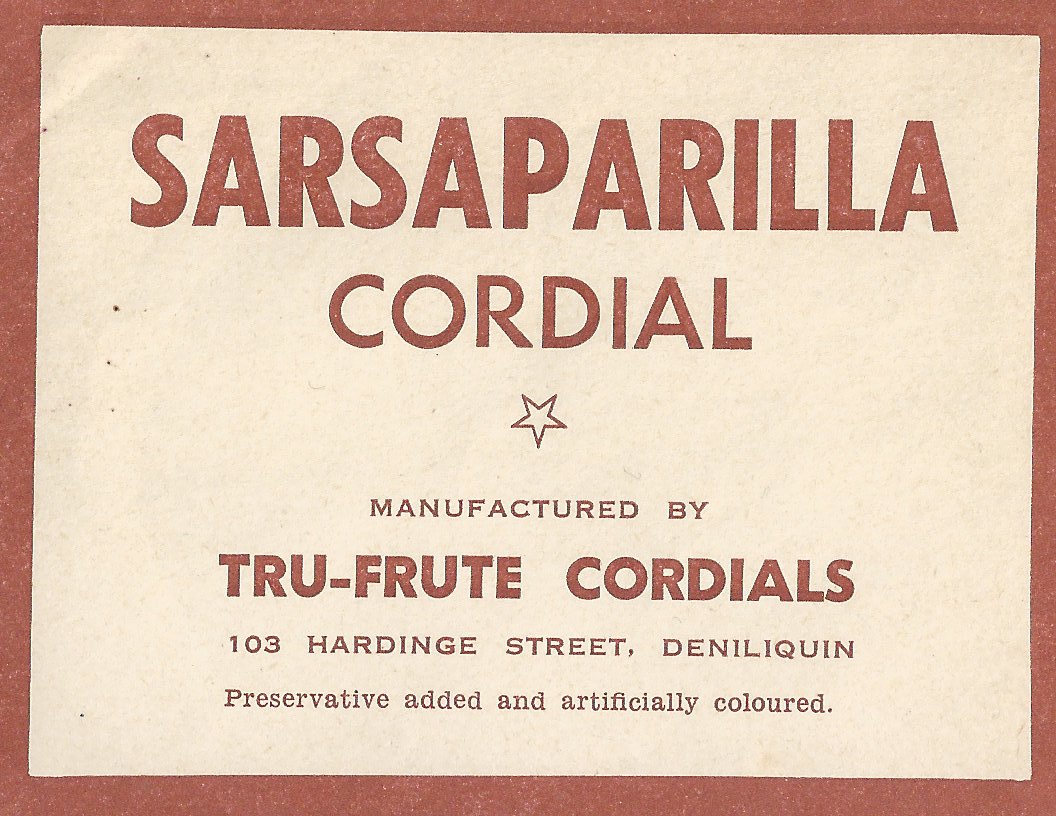 SARSAPARILLA
CORDIAL
MANUFACTURED BY
TRU-FRUTE CORDIALS
103 HARDINGE STREET, DENILIQUIN
Preservative added and artificially coloured.